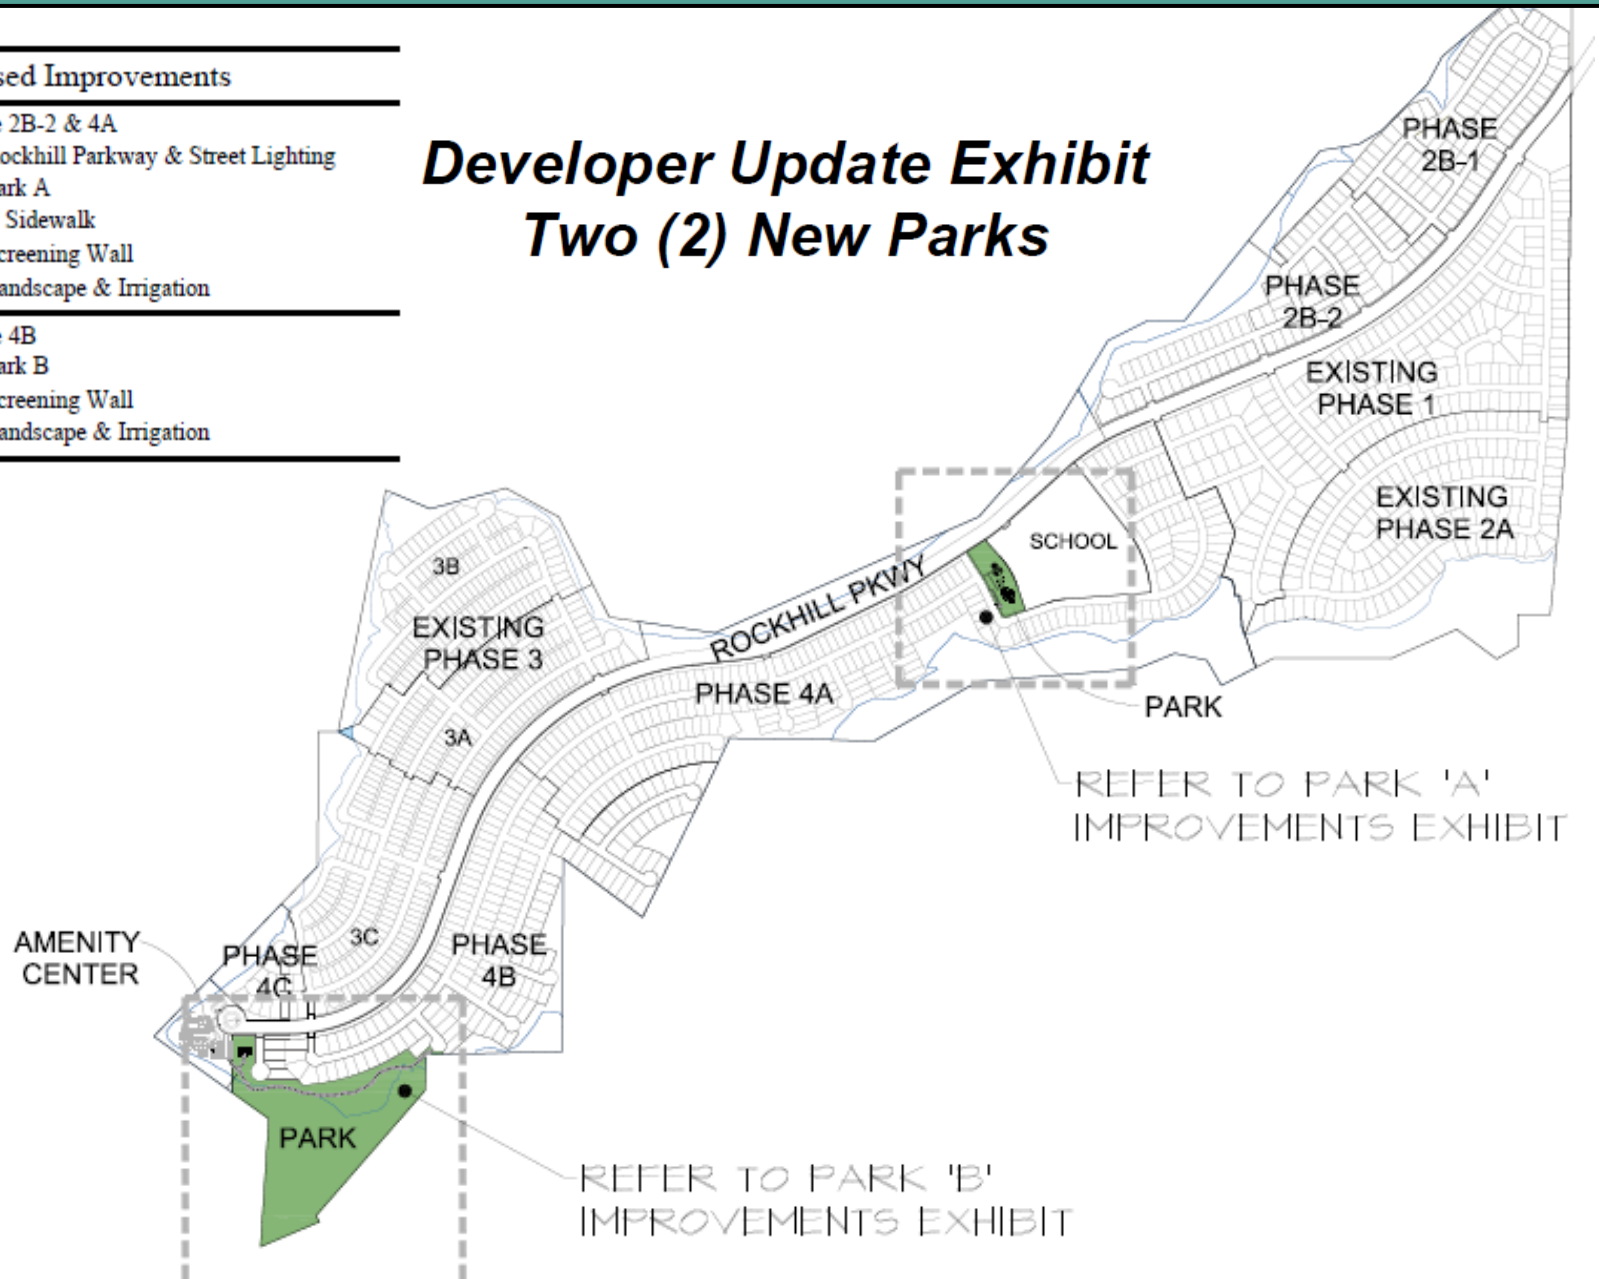 sed Improvements
e 2B-2 & 4A
ockhill Parkway & Street Lighting
ark A
Sidewalk
creening Wall
andscape & Irrigation
e 4B
ark B
creening Wall
andscape & Irrigation
Developer Update Exhibit
Two (2) New Parks
PHASE
2B-1
PHASE
2B-2
EXISTING
PHASE 1
EXISTING
PHASE 2A
SCHOOL
ROCKHILL PKWY
3B
EXISTING
PHASE 3
PHASE 4A
PARK
3A
REFER TO PARK 'A'
IMPROVEMENTS EXHIBIT
3C
AMENITY
CENTER
PHASE
4C
PHASE
4B
PARK
REFER TO PARK 'B'
IMPROVEMENTS EXHIBIT